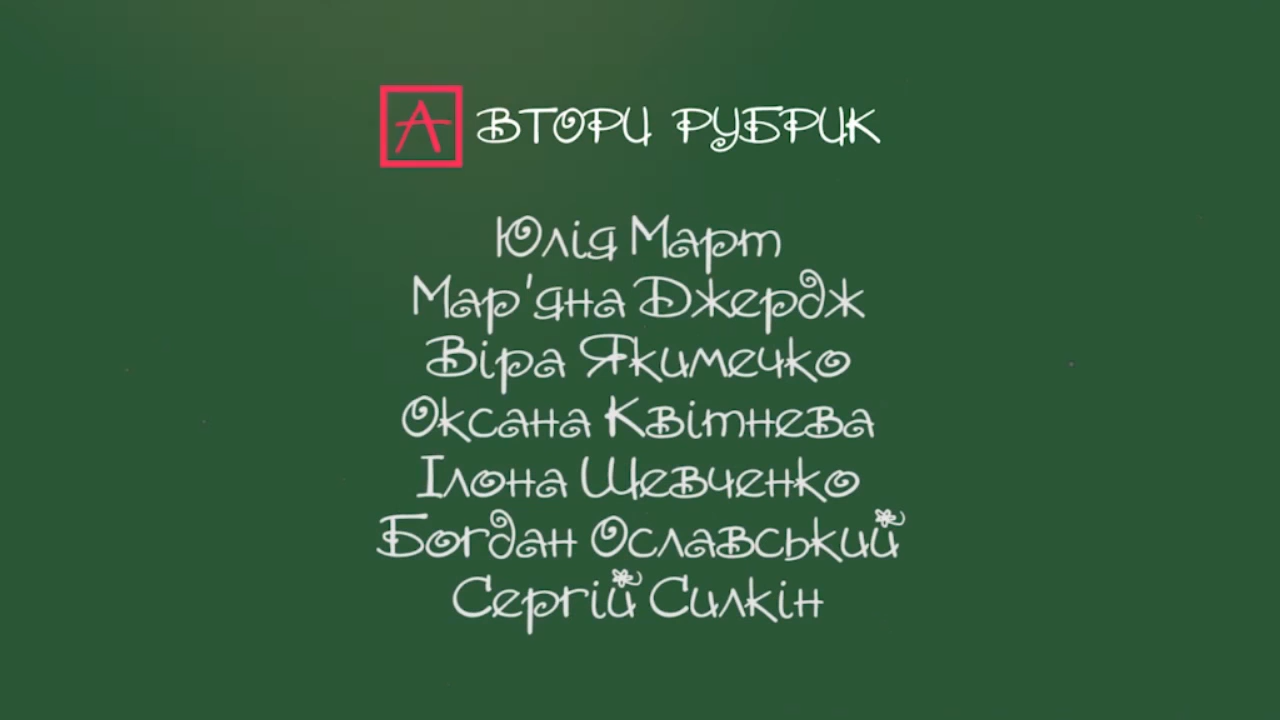 АВТОРИ РУБРИК
Юлія Март
Мар'яна Джердж
Віра Якимечко
Оксана Квітнева
Ілона Шевченко
Богдан Ославський
Сергій Силкін